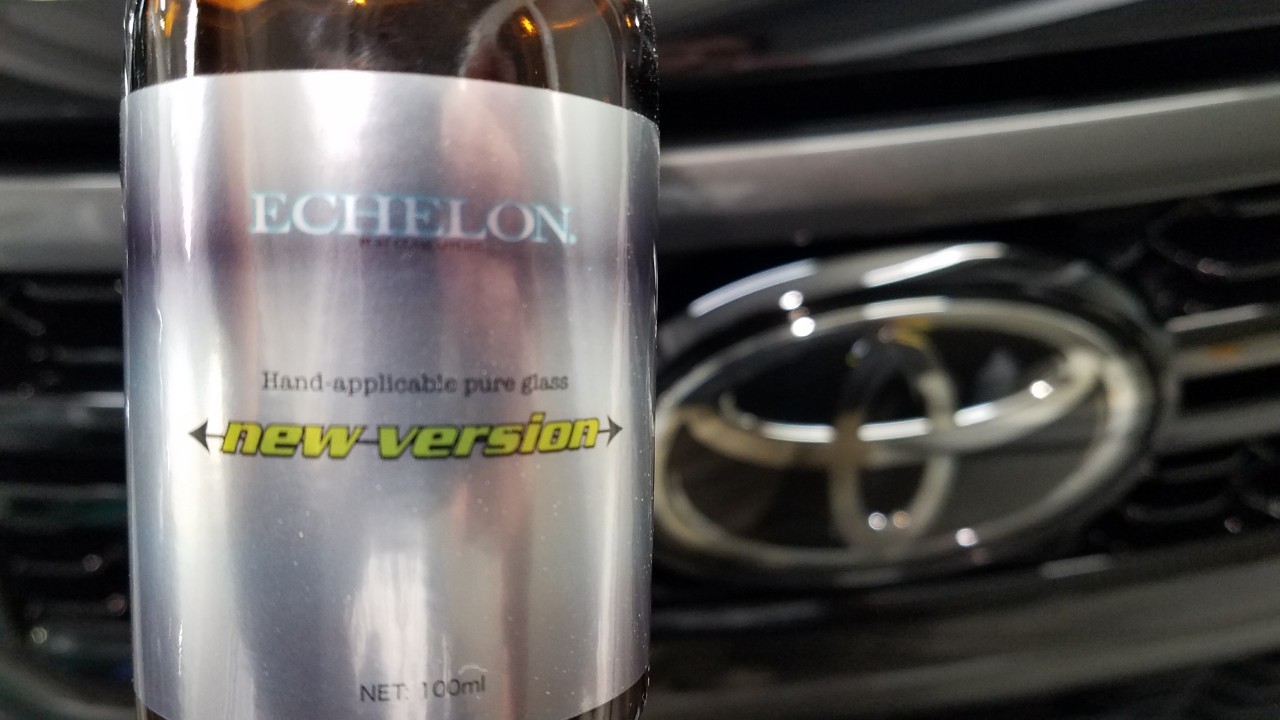 ECHELON.
Hand-applicable pure glass
new version
NET: 100ml